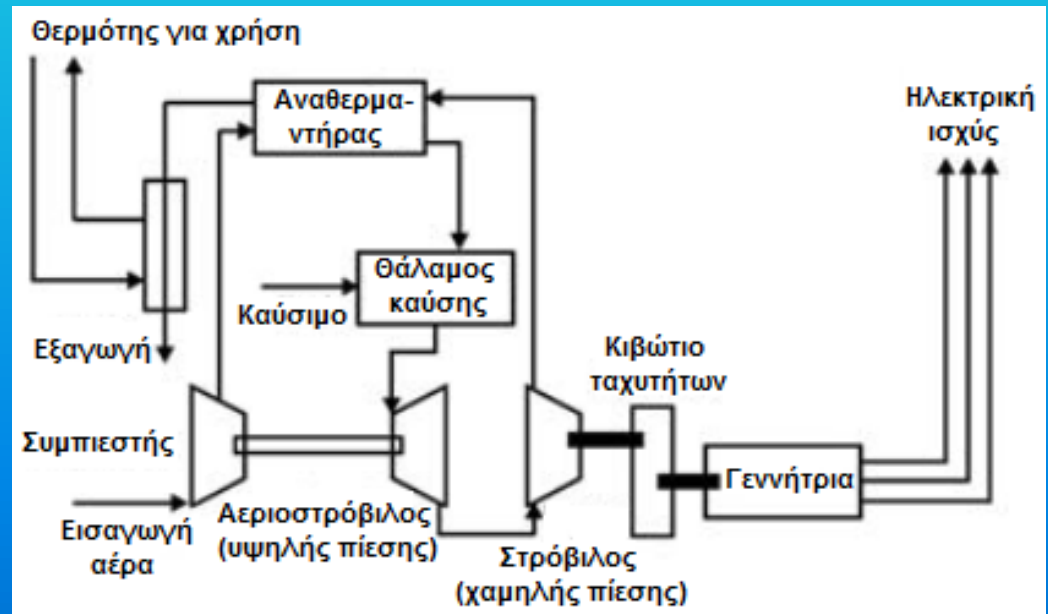 Θερμότης για χρήση
Αναθερμα-
ντήρας
Ηλεκτρική
ισχύς
Θάλαμος
καύσης
Καύσιμο
Εξαγωγή
Κιβώτιο
ταχυτήτων
Συμπιεστής
Γεννήτρια
Εισαγωγή
αέρα
Αεριοστρόβιλος
(υψηλής πίεσης)
Στρόβιλος
(χαμηλής πίεσης)